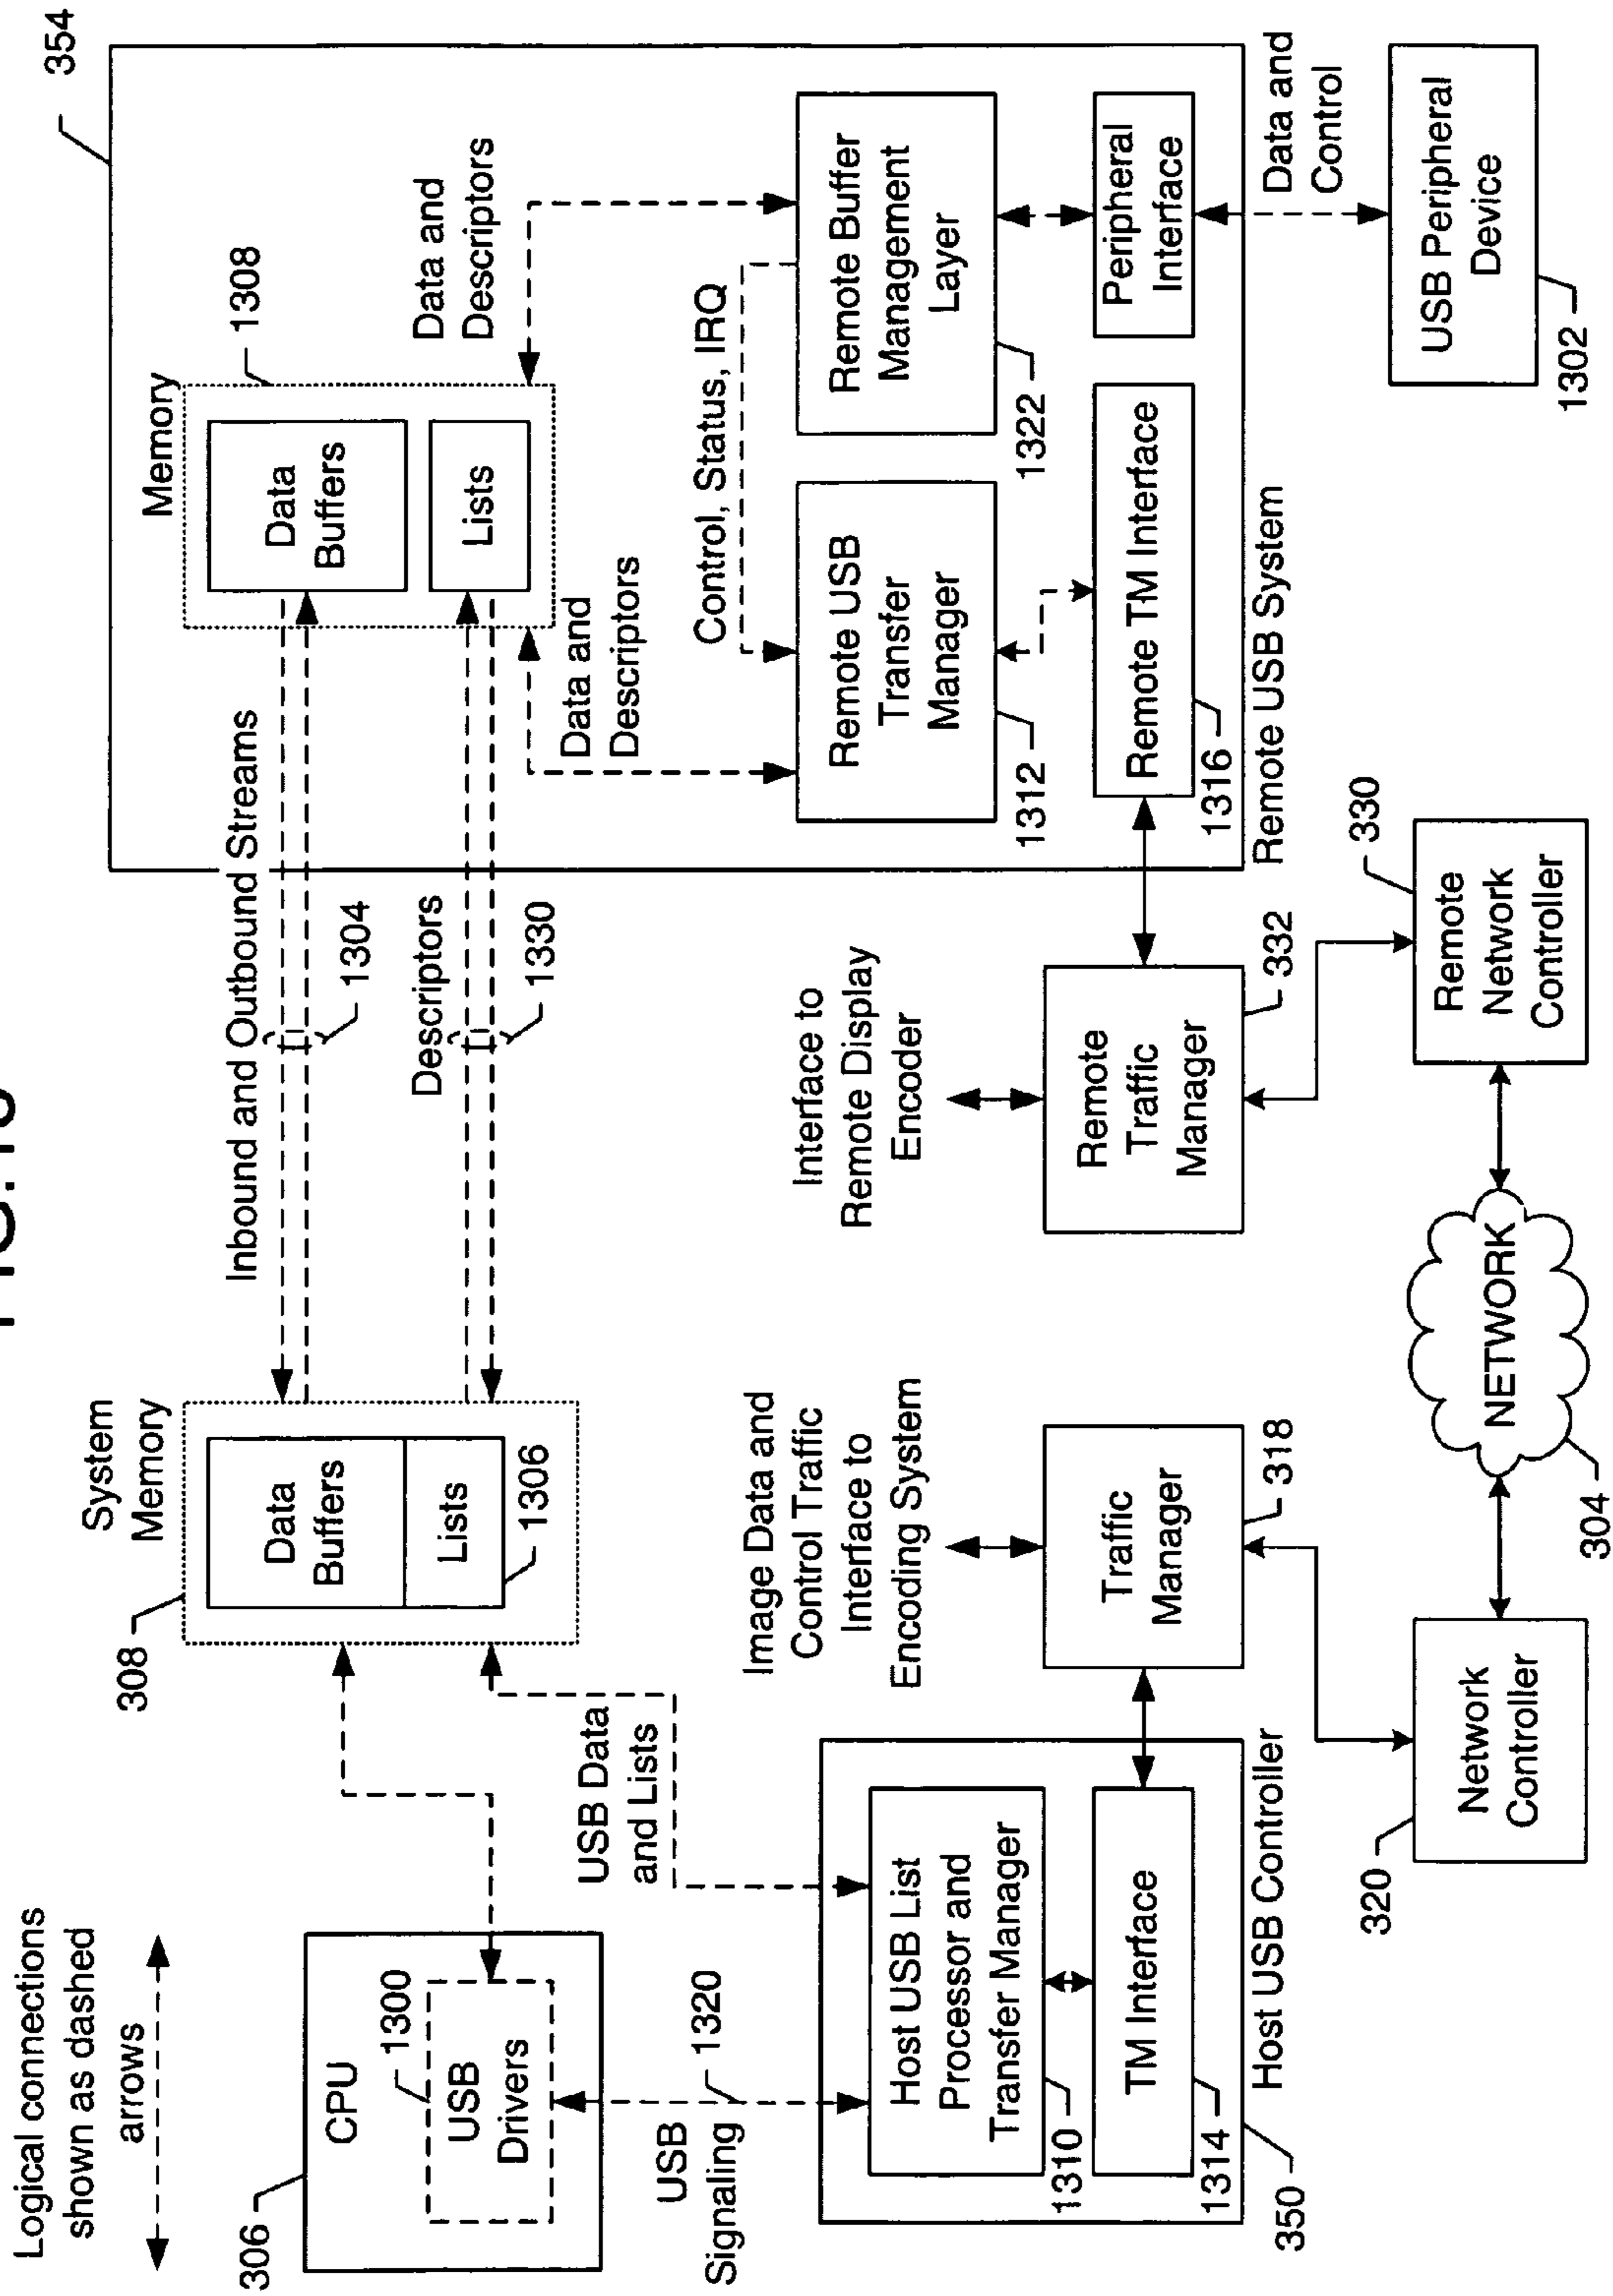 Logical connections
shown as dashed
arrows
306
CPU
1300
USB
Drivers
USB
Signaling
1320
USB Data
and Lists
308
System
Memory
Data
Buffers
Lists
1306
Inbound and Outbound Streams
1304
Descriptors
1330
354
Memory
1308
Data
Buffers
Lists
Data and
Descriptors
Data and
Descriptors
Control, Status, IRQ
Remote USB
Transfer
Manager
1312
Remote Buffer
Management
Layer
1322
Remote TM Interface
1316
Peripheral
Interface
Remote USB System
Data and
Control
USB Peripheral
Device
1302
Host USB List
Processor and
Transfer Manager
1310
TM Interface
1314
350
Host USB Controller
Image Data and
Control Traffic
Interface to
Encoding System
Traffic
Manager
318
Interface to
Remote Display
Encoder
Remote
Traffic
Manager
332
320
Network
Controller
NETWORK
304
Remote
Network
Controller
330